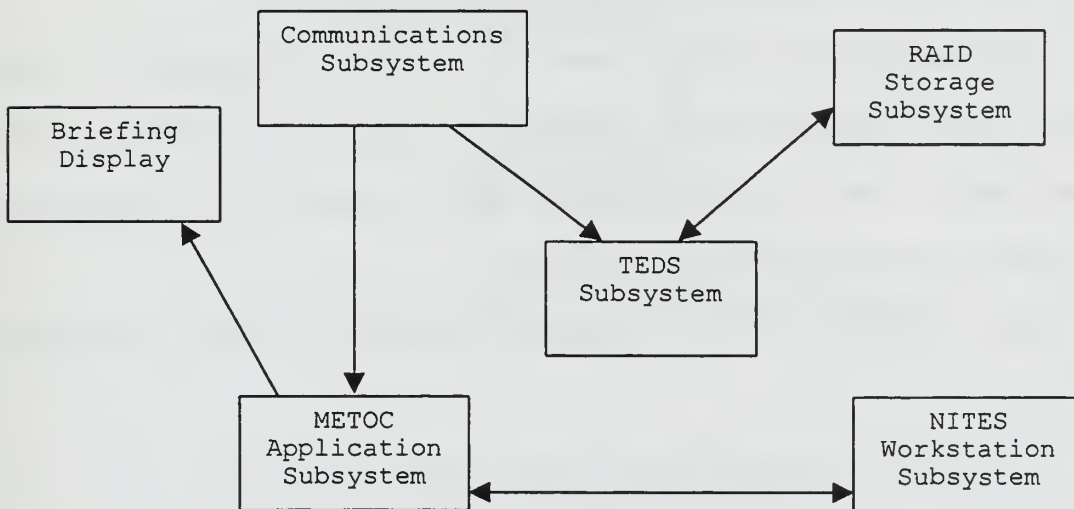 Communications
Subsystem
RAID
Storage
Subsystem
Briefing
Display
TEDS
Subsystem
METOC
Application
Subsystem
NITES
Workstation
Subsystem